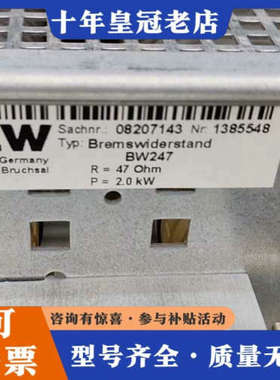 十年皇冠老店
W
Sachnr.: 08207143 Nr: 1385548
Typ: Bremswiderstand
BW247
Germany
Bruchsal
R = 47 Ohm
P = 2.0 kW
咨询有惊喜·参与补贴活动
票
型号齐全·质量无忧